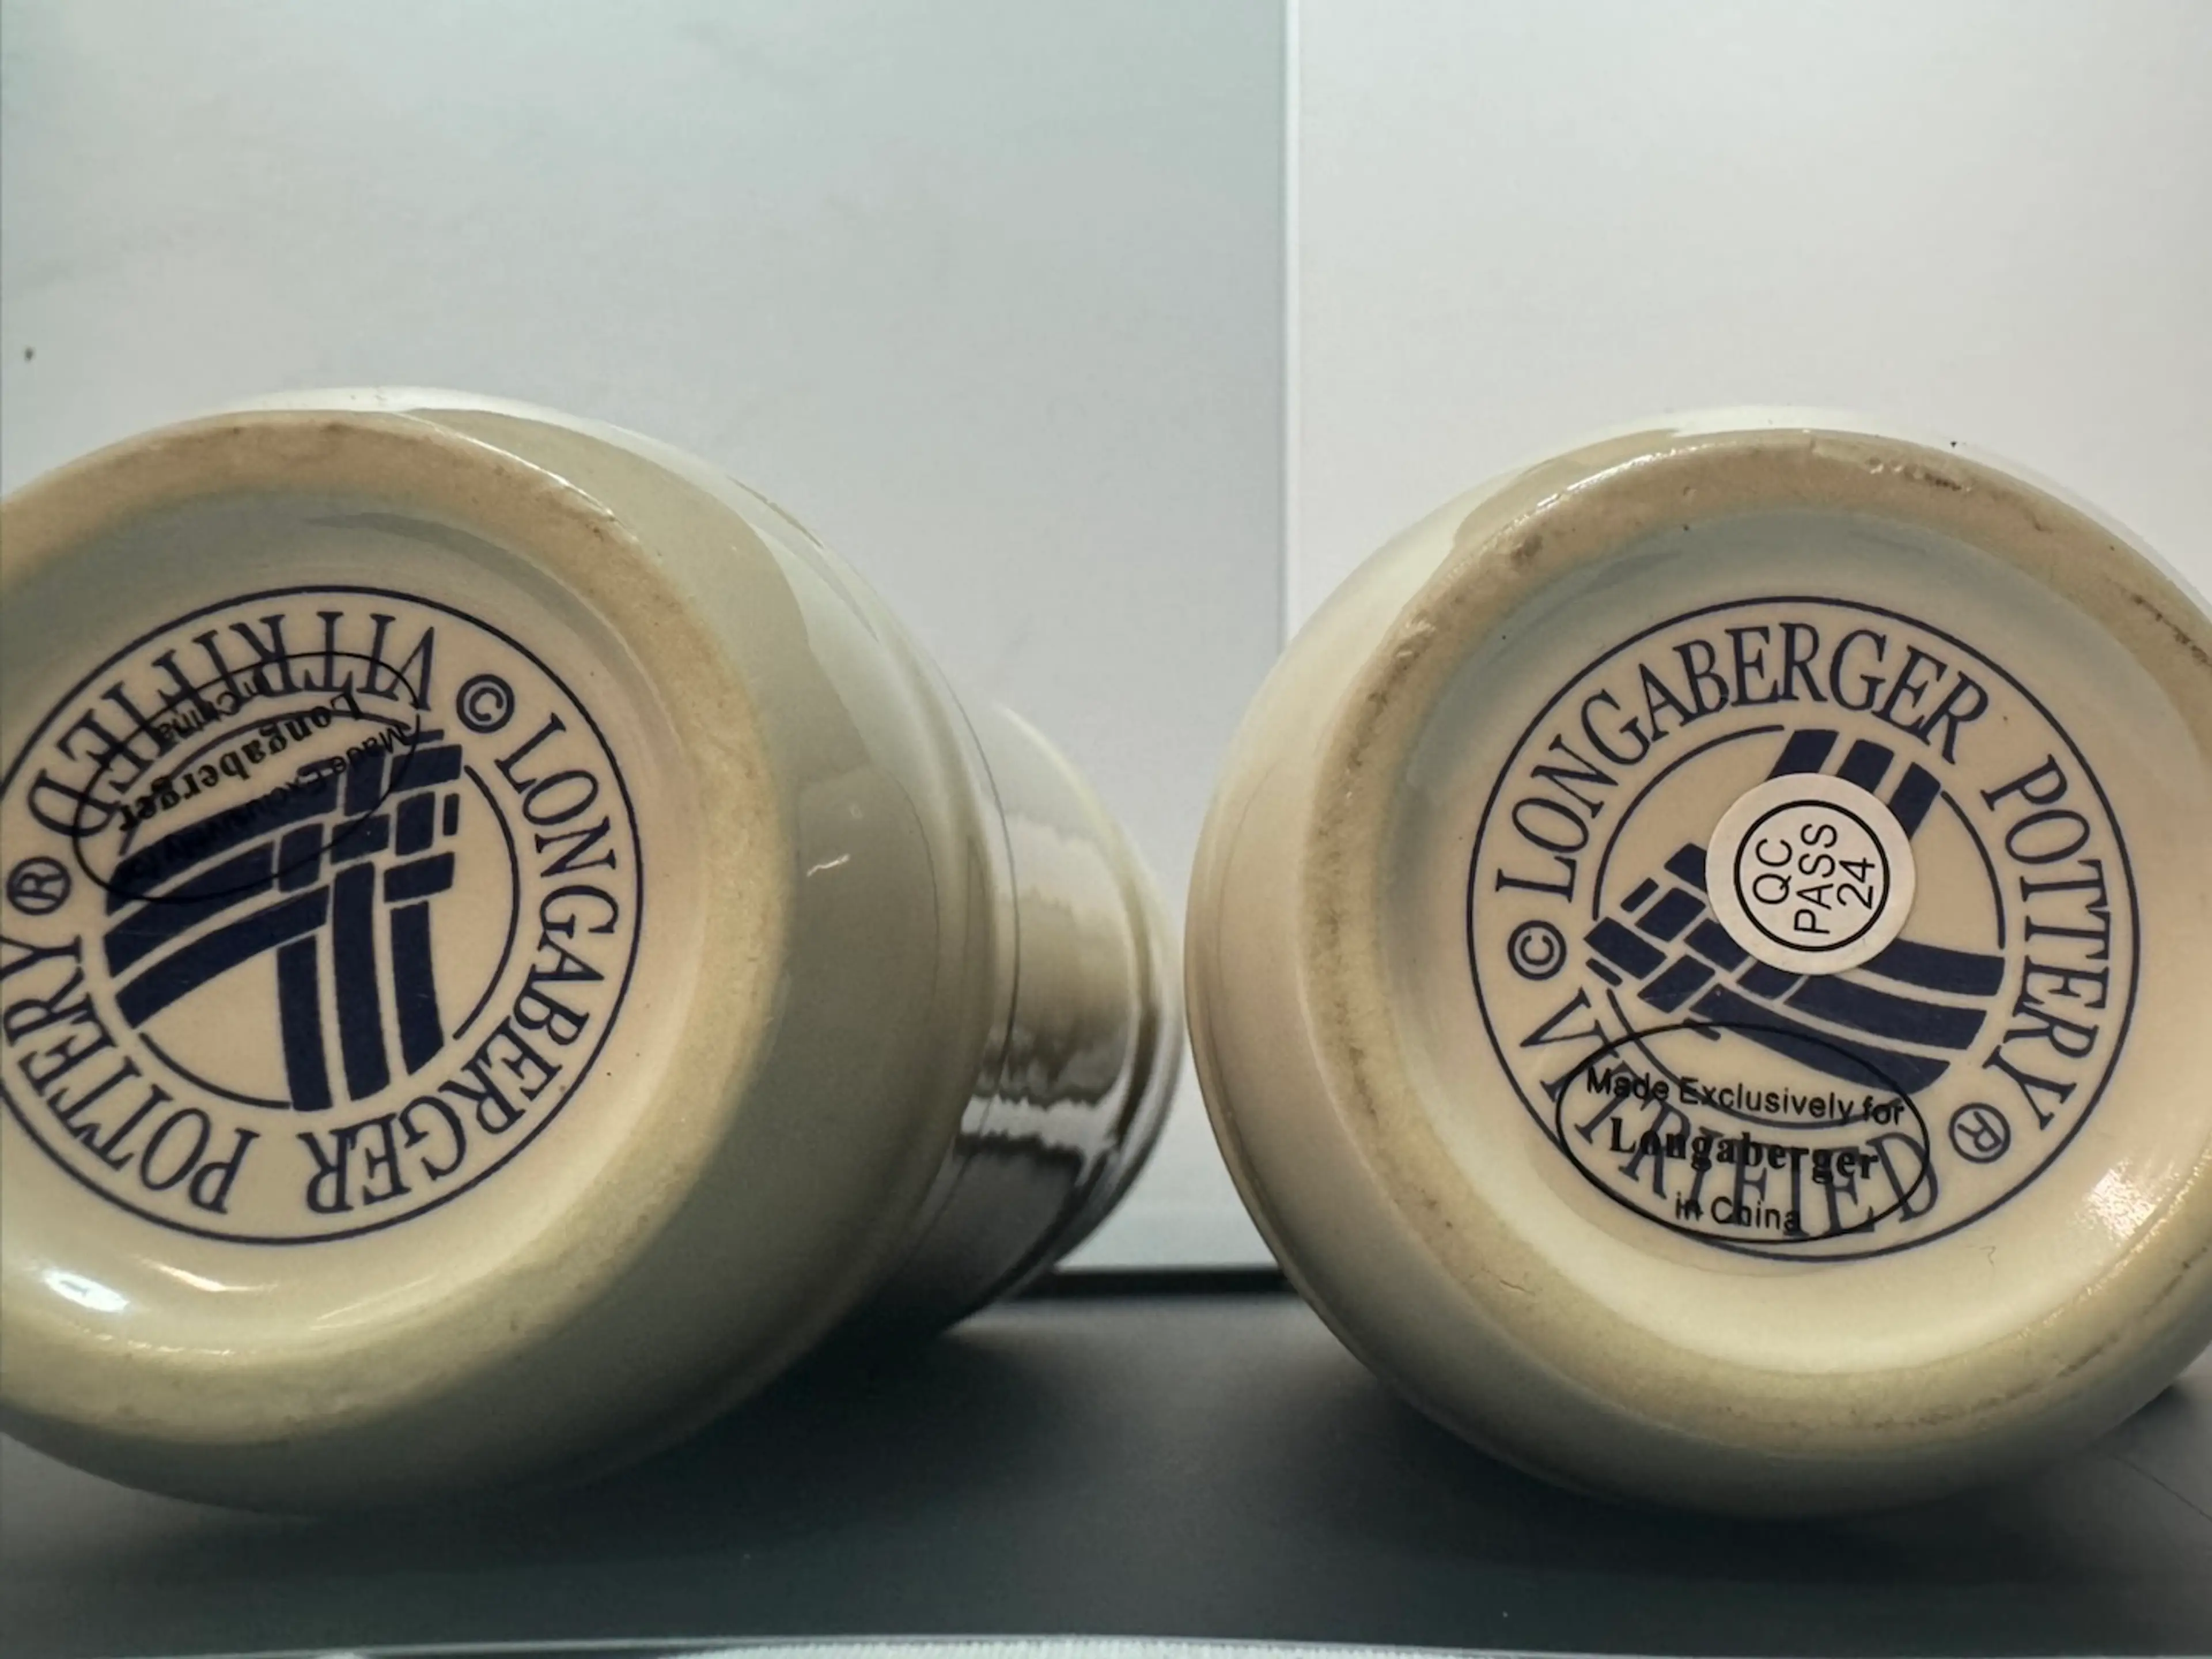 © LONGABERGER POTTERY ®
VITRIFIED
Made Exclusively for
Longaberger
in China
© LONGABERGER POTTERY ®
VITRIFIED
QC
PASS
24
Made Exclusively for
Longaberger
in China